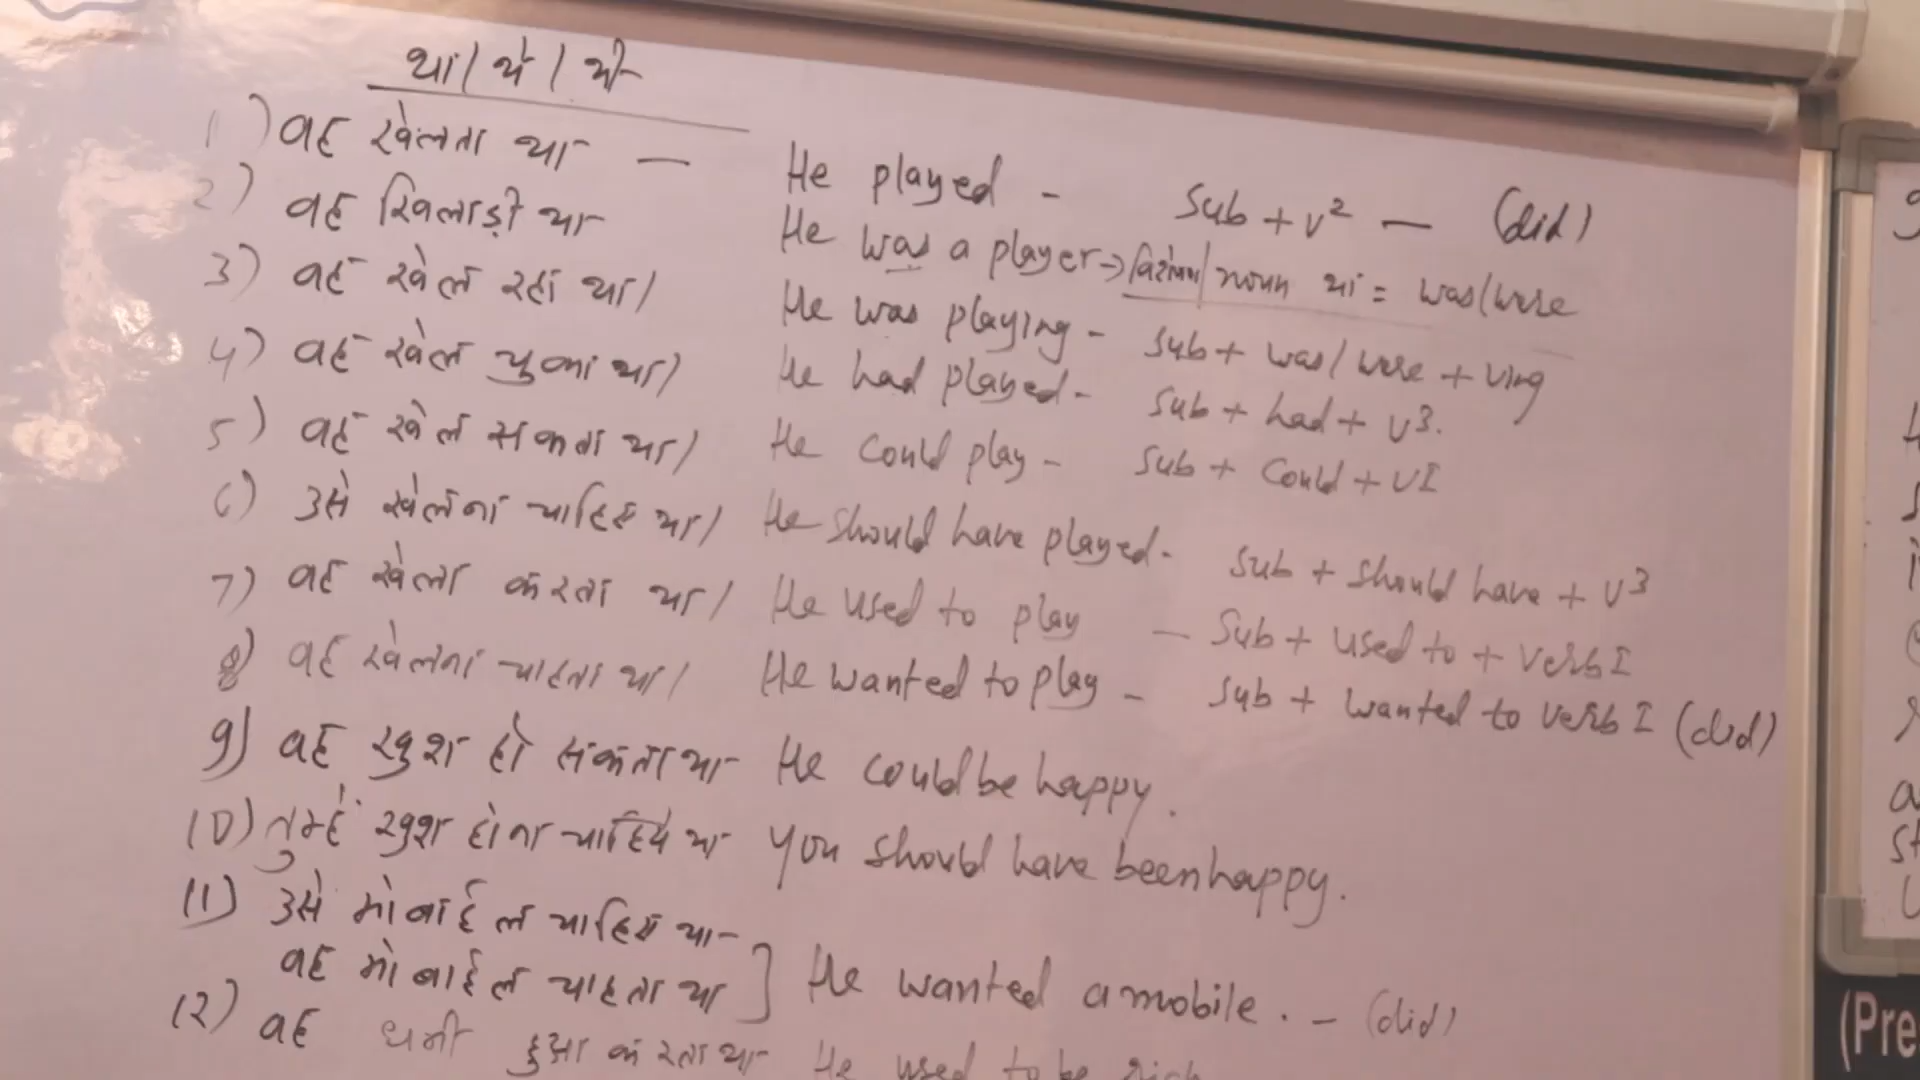 था / थे / थी
1) वह खेलता था — He played - Sub + V² — (did)
2) वह खिलाड़ी था He was a player → विशेषण / noun था = was/were
3) वह खेल रहा था। He was playing - Sub + was/were + Ving
4) वह खेल चुका था। He had played - Sub + had + V3.
5) वह खेल सकता था। He could play - Sub + Could + VI
6) उसे खेलना चाहिए था। He should have played - Sub + should have + V3
7) वह खेला करता था। He used to play — Sub + used to + Verb I
8) वह खेलना चाहता था। He wanted to play - Sub + wanted to Verb I (did)
9) वह खुश हो सकता था He could be happy.
10) तुम्हें खुश होना चाहिये था You should have been happy.
11) उसे मोबाईल चाहिए था
वह मोबाईल चाहता था ] He wanted a mobile. - (did)
12) वह धनी हुआ करता था He used to be rich
(Pre